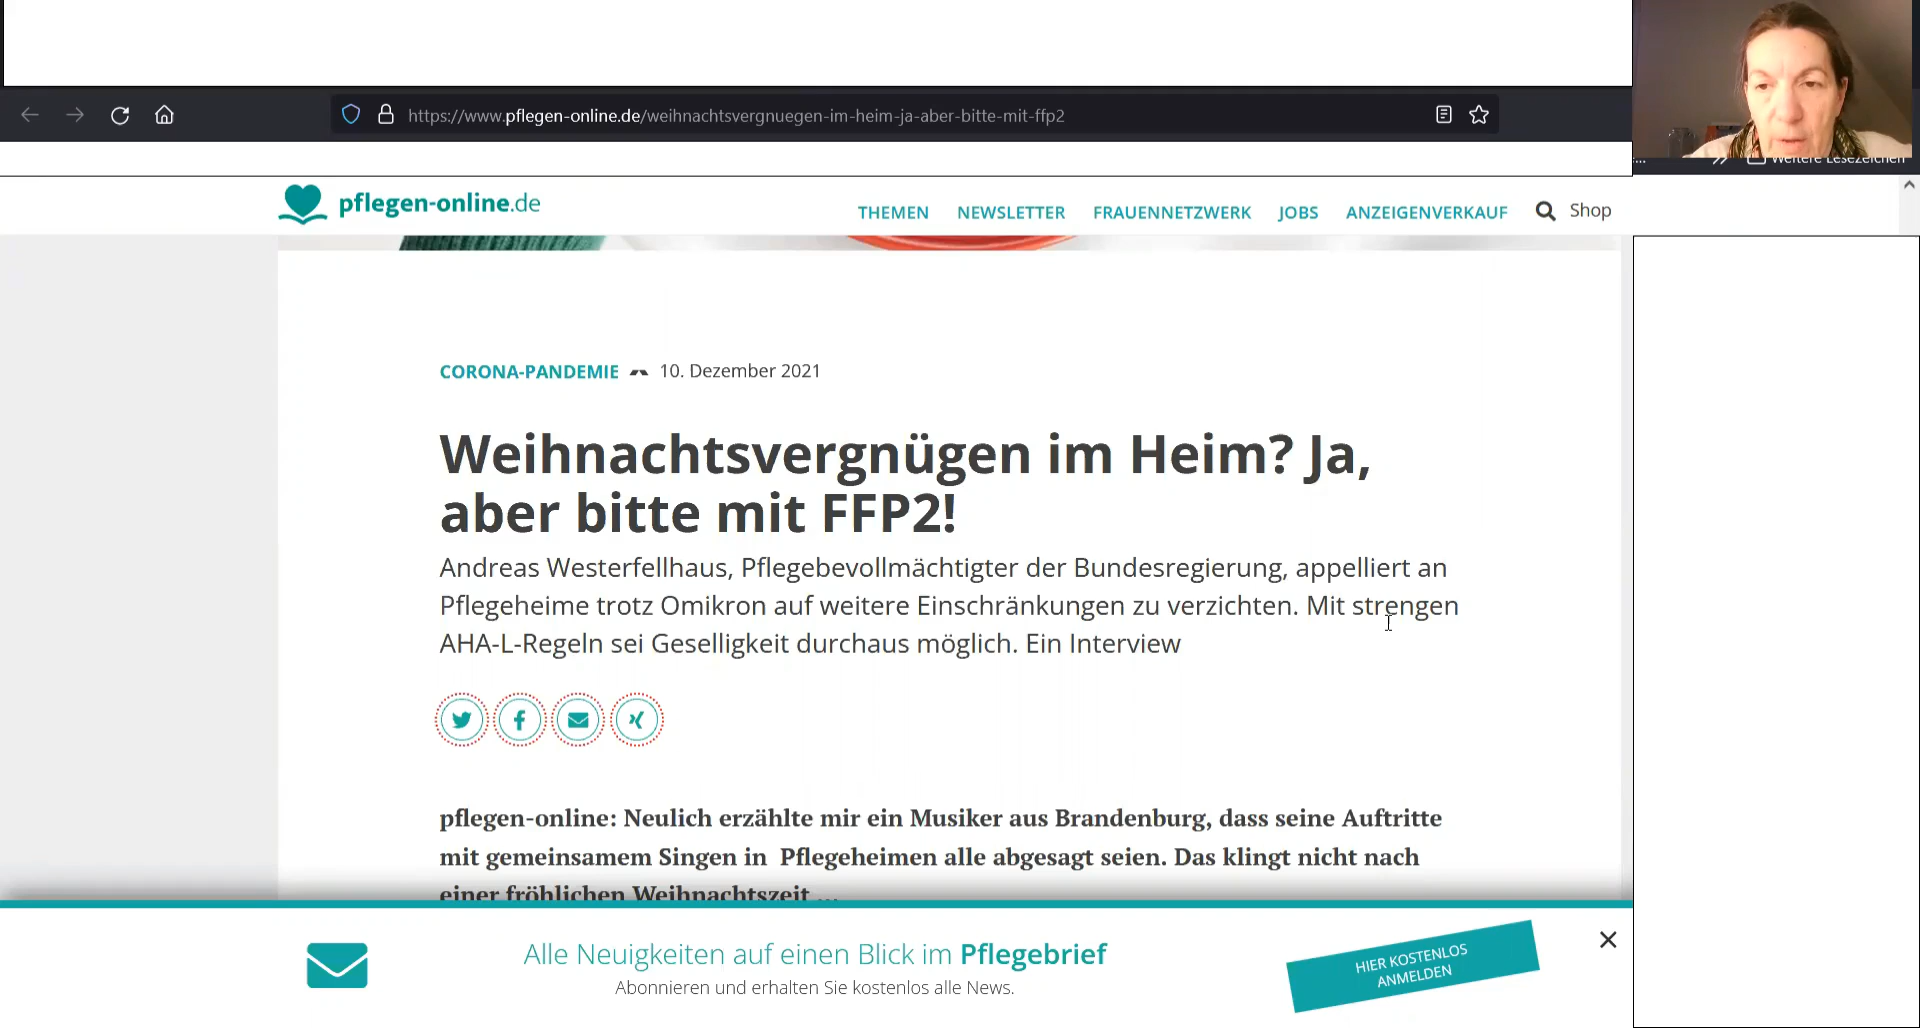 https://www.pflegen-online.de/weihnachtsvergnuegen-im-heim-ja-aber-bitte-mit-ffp2
Weitere Lesezeichen
pflegen-online.de
THEMEN NEWSLETTER FRAUENNETZWERK JOBS ANZEIGENVERKAUF Shop
CORONA-PANDEMIE 10. Dezember 2021
Weihnachtsvergnügen im Heim? Ja,
aber bitte mit FFP2!
Andreas Westerfellhaus, Pflegebevollmächtigter der Bundesregierung, appelliert an
Pflegeheime trotz Omikron auf weitere Einschränkungen zu verzichten. Mit strengen
AHA-L-Regeln sei Geselligkeit durchaus möglich. Ein Interview
pflegen-online: Neulich erzählte mir ein Musiker aus Brandenburg, dass seine Auftritte
mit gemeinsamem Singen in Pflegeheimen alle abgesagt seien. Das klingt nicht nach
einer fröhlichen Weihnachtszeit ...
Alle Neuigkeiten auf einen Blick im Pflegebrief
Abonnieren und erhalten Sie kostenlos alle News.
HIER KOSTENLOS
ANMELDEN